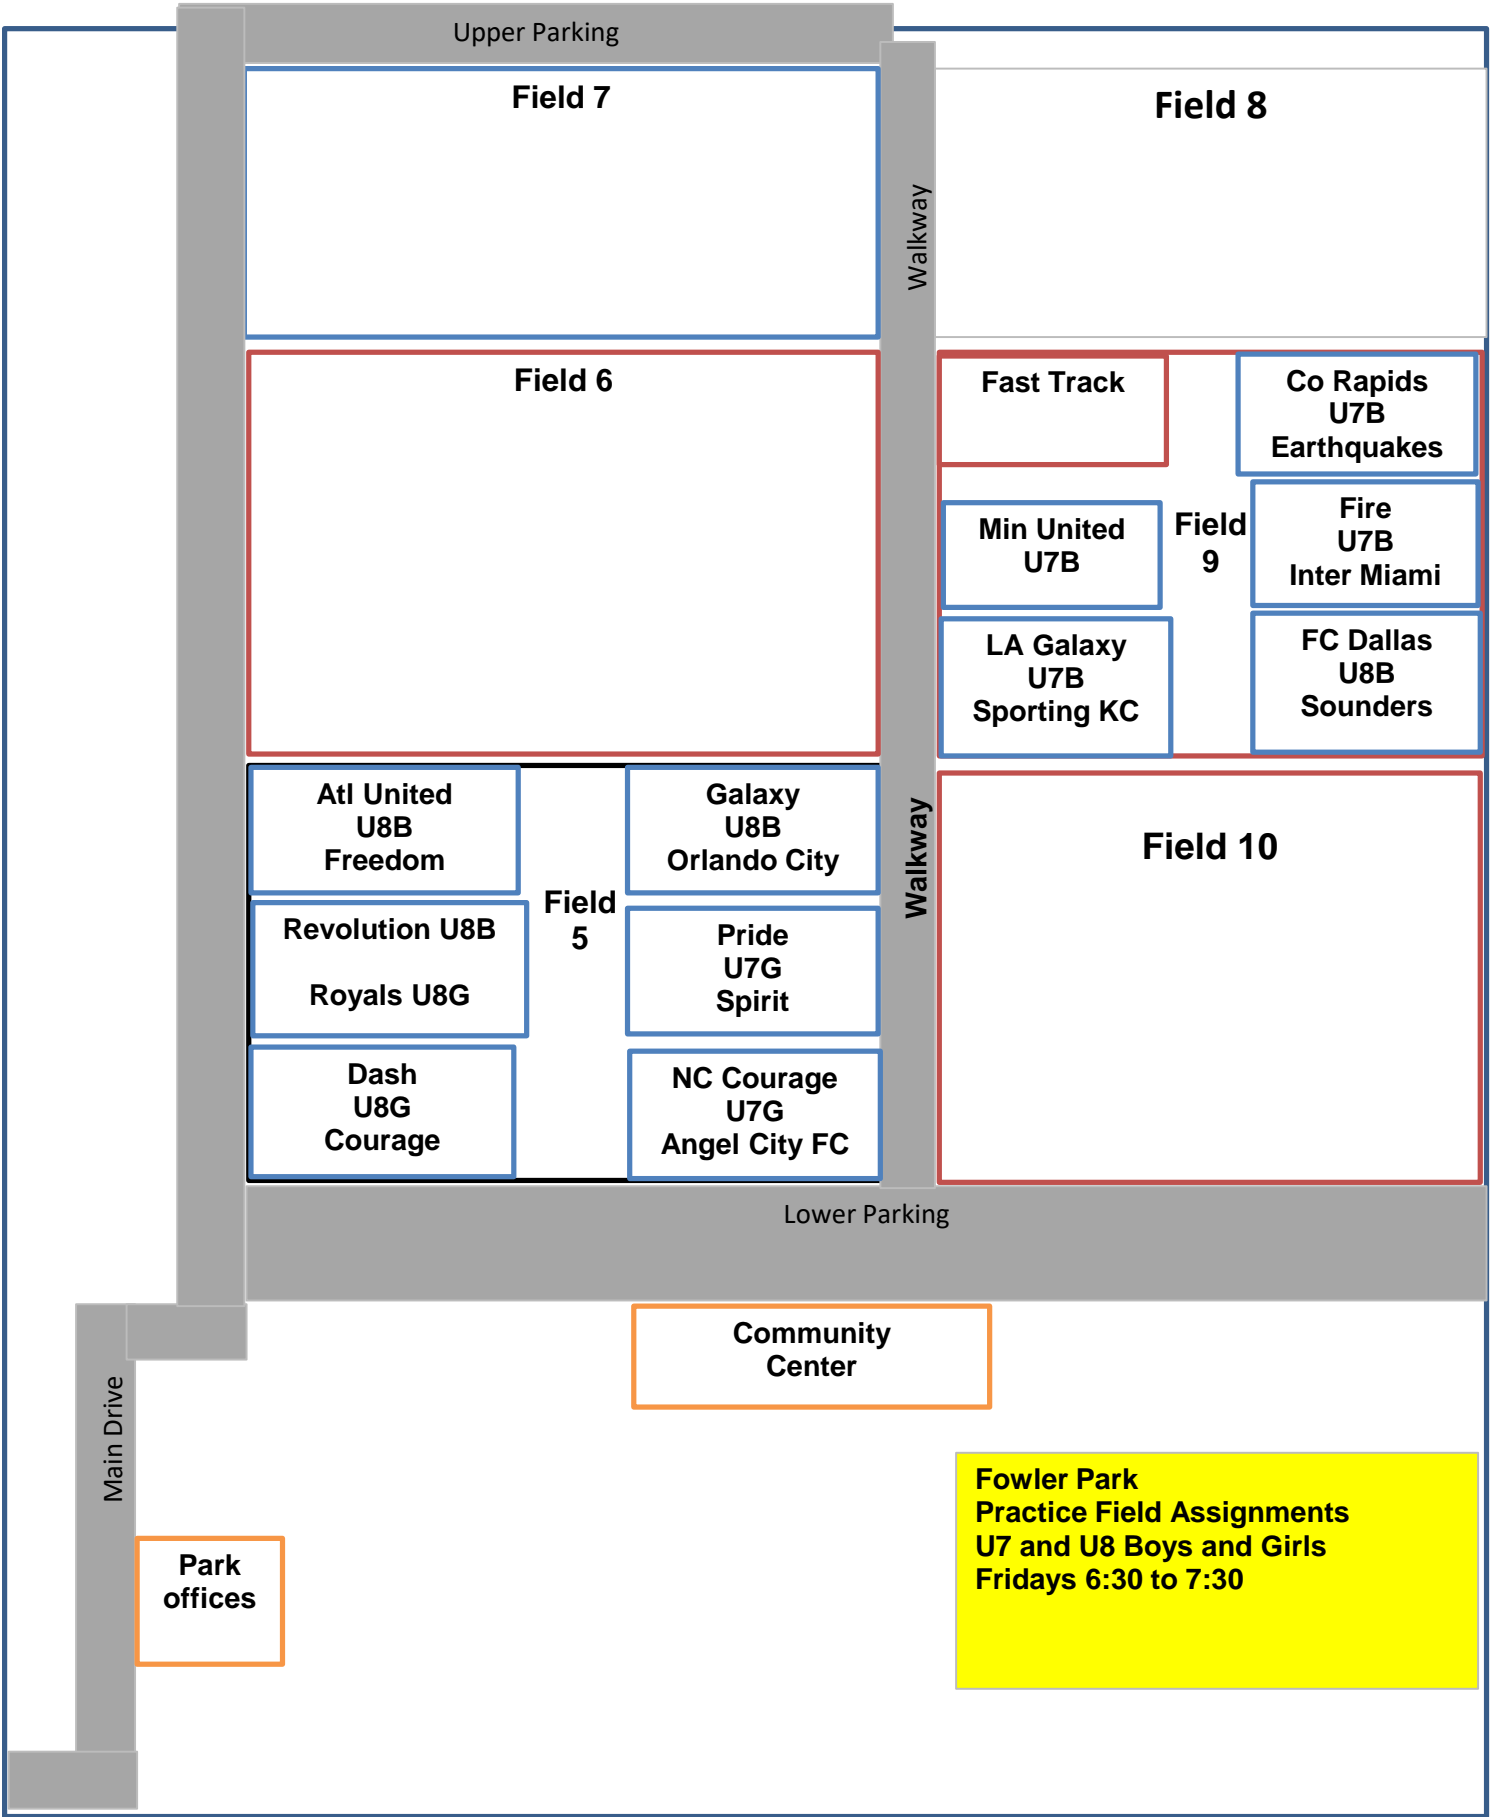 Upper Parking
Field 7
Field 8
Walkway
Field 6
Fast Track
Co Rapids
U7B
Earthquakes
Min United
U7B
Field
9
Fire
U7B
Inter Miami
LA Galaxy
U7B
Sporting KC
FC Dallas
U8B
Sounders
Atl United
U8B
Freedom
Galaxy
U8B
Orlando City
Walkway
Field 10
Field
5
Revolution U8B
Royals U8G
Pride
U7G
Spirit
Dash
U8G
Courage
NC Courage
U7G
Angel City FC
Lower Parking
Community
Center
Main Drive
Fowler Park
Practice Field Assignments
U7 and U8 Boys and Girls
Fridays 6:30 to 7:30
Park
offices